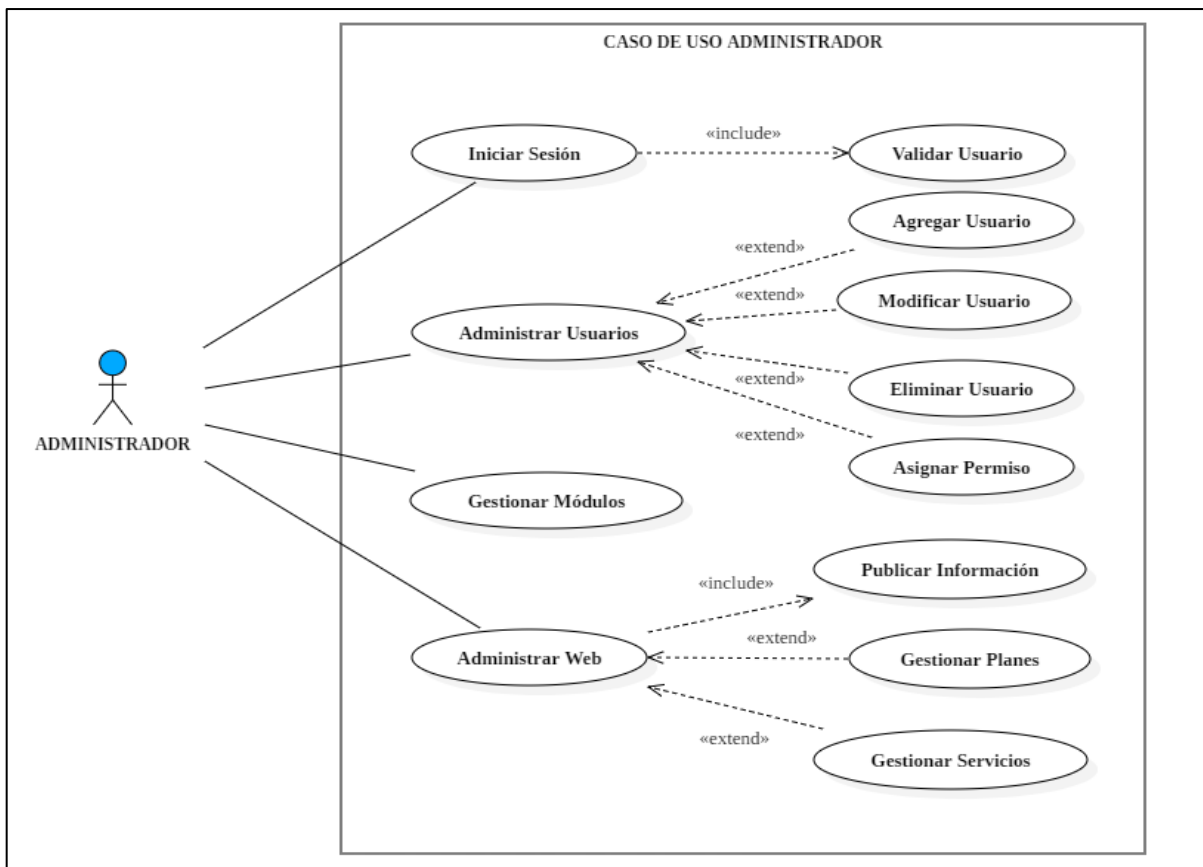 CASO DE USO ADMINISTRADOR
Iniciar Sesión
«include»
Validar Usuario
Agregar Usuario
«extend»
Modificar Usuario
«extend»
Administrar Usuarios
«extend»
Eliminar Usuario
«extend»
Asignar Permiso
ADMINISTRADOR
Gestionar Módulos
Publicar Información
«include»
«extend»
Administrar Web
Gestionar Planes
«extend»
Gestionar Servicios